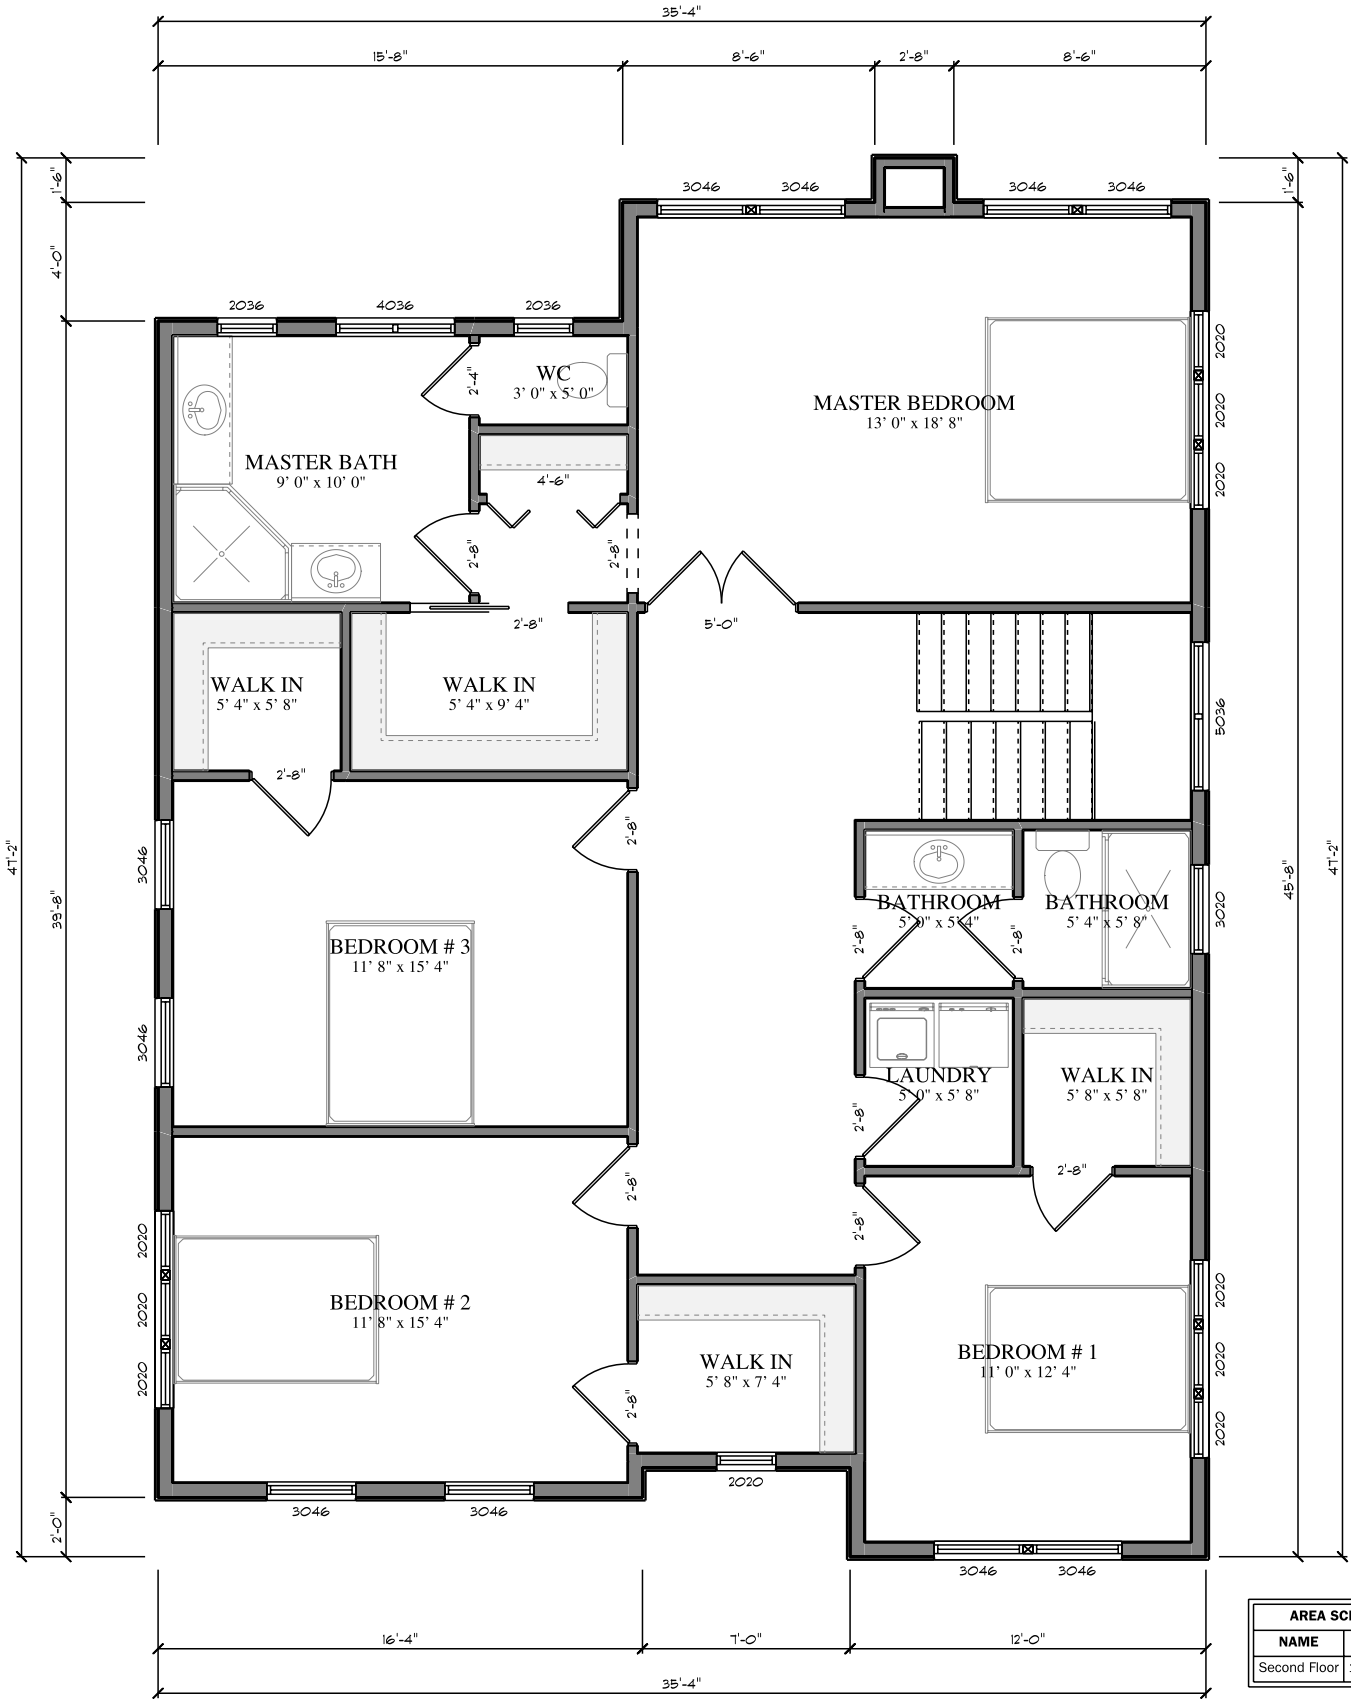 35'-4"
15'-8"
8'-6"
2'-8"
8'-6"
1'-6"
1'-6"
3046
3046
3046
3046
4'-0"
2036
4036
2036
2020
2020
2020
WC
3' 0" x 5' 0"
2'-4"
MASTER BEDROOM
13' 0" x 18' 8"
MASTER BATH
9' 0" x 10' 0"
4'-6"
2'-8"
2'-8"
2'-8"
5'-0"
WALK IN
5' 4" x 5' 8"
WALK IN
5' 4" x 9' 4"
5036
2'-8"
2'-8"
3046
47'-2"
39'-8"
45'-8"
47'-2"
BATHROOM
5' 0" x 5' 4"
BATHROOM
5' 4" x 5' 8"
3020
2'-8"
2'-8"
BEDROOM # 3
11' 8" x 15' 4"
3046
LAUNDRY
5' 0" x 5' 8"
WALK IN
5' 8" x 5' 8"
2'-8"
2'-8"
2'-8"
2'-8"
2020
2020
2020
BEDROOM # 2
11' 8" x 15' 4"
2020
2020
2020
WALK IN
5' 8" x 7' 4"
BEDROOM # 1
11' 0" x 12' 4"
2'-8"
2020
3046
3046
2'-0"
3046
3046
16'-4"
7'-0"
12'-0"
35'-4"
AREA SC
NAME
Second Floor